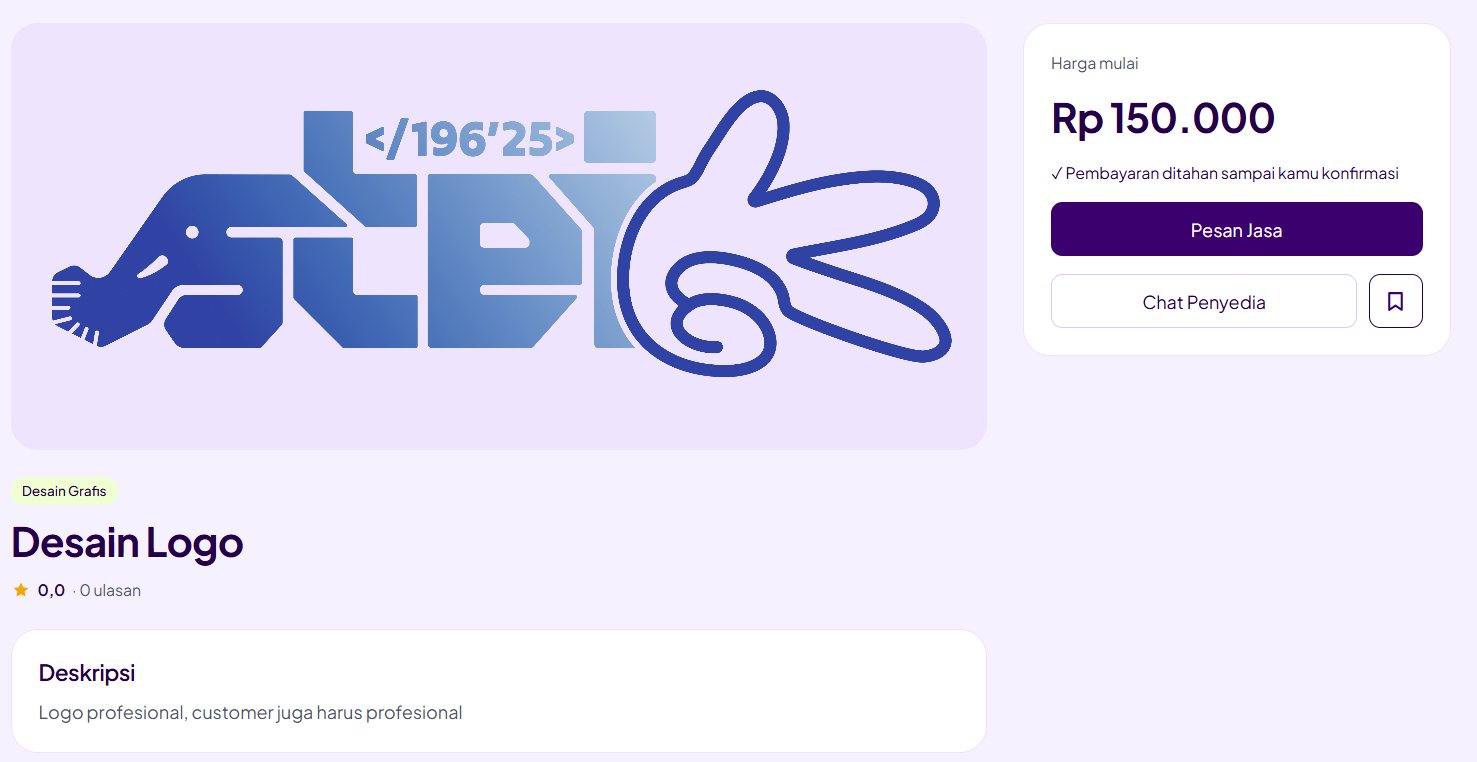 </196'25>
stei
Harga mulai
Rp 150.000
✓ Pembayaran ditahan sampai kamu konfirmasi
Pesan Jasa
Chat Penyedia
Desain Grafis
Desain Logo
0,0 · 0 ulasan
Deskripsi
Logo profesional, customer juga harus profesional